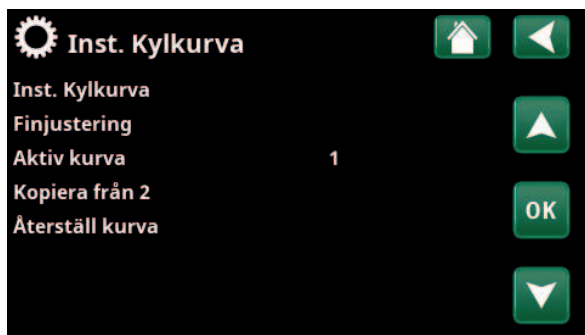 Inst. Kylkurva
Inst. Kylkurva
Finjustering
Aktiv kurva 1
Kopiera från 2
Återställ kurva
OK